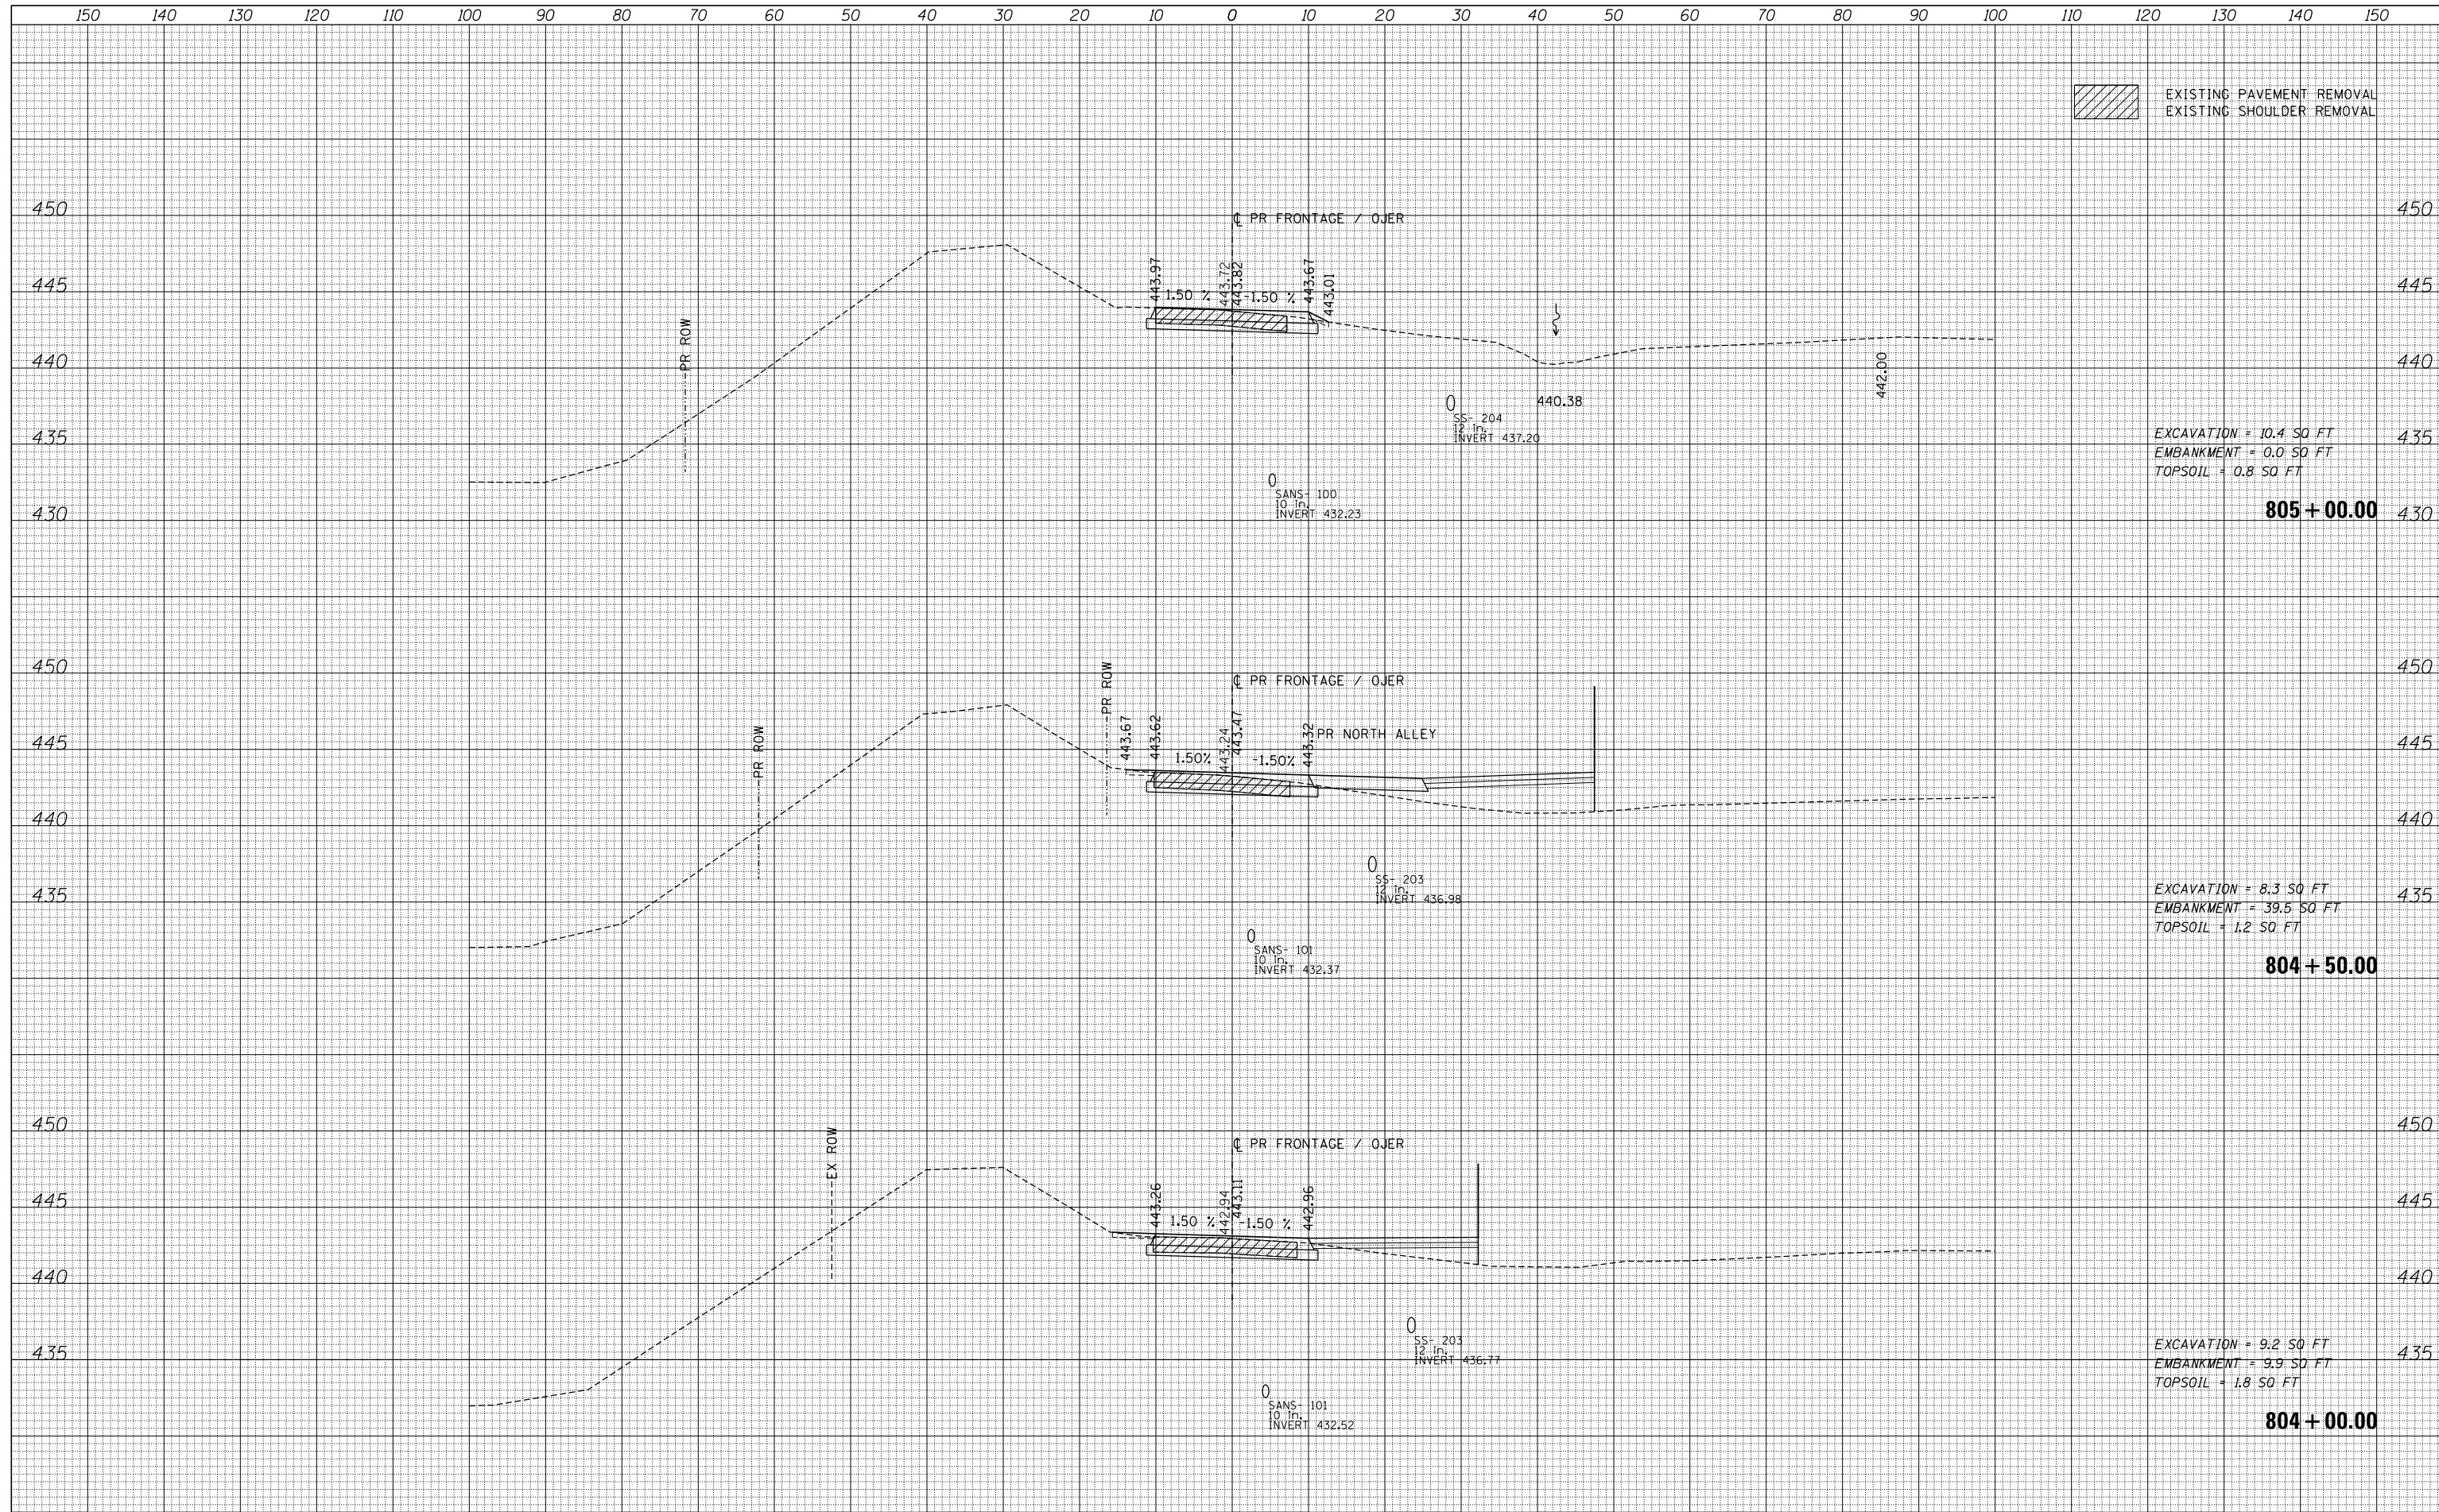 150 140 130 120 110 100 90 80 70 60 50 40 30 20 10 0 10 20 30 40 50 60 70 80 90 100 110 120 130 140 150
EXISTING PAVEMENT REMOVAL
EXISTING SHOULDER REMOVAL
450 450
℄ PR FRONTAGE / OJER
443.97
443.72
443.82
443.67
443.01
445 445
1.50 % -1.50 %
PR ROW
440 440
442.00
440.38
SS- 204
12 in.
INVERT 437.20
435 435
EXCAVATION = 10.4 SQ FT
EMBANKMENT = 0.0 SQ FT
TOPSOIL = 0.8 SQ FT
SANS- 100
10 in.
INVERT 432.23
430 430
805+00.00
450 450
℄ PR FRONTAGE / OJER
PR ROW
443.67
443.62
443.24
443.47
443.32
PR NORTH ALLEY
445 445
PR ROW
1.50% -1.50%
440 440
SS- 203
12 in.
INVERT 436.98
435 435
EXCAVATION = 8.3 SQ FT
EMBANKMENT = 39.5 SQ FT
TOPSOIL = 1.2 SQ FT
SANS- 101
10 in.
INVERT 432.37
804+50.00
450 450
℄ PR FRONTAGE / OJER
EX ROW
443.26
442.94
443.11
442.96
445 445
1.50 % -1.50 %
440 440
SS- 203
12 in.
INVERT 436.77
435 435
EXCAVATION = 9.2 SQ FT
EMBANKMENT = 9.9 SQ FT
TOPSOIL = 1.8 SQ FT
SANS- 101
10 in.
INVERT 432.52
804+00.00